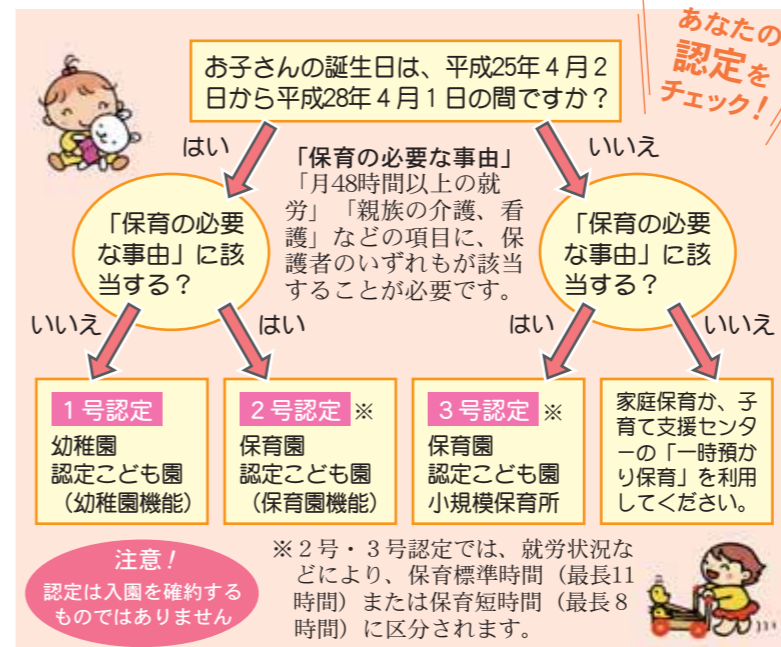 あなたの
認定を
チェック！
お子さんの誕生日は、平成25年４月２
日から平成28年４月１日の間ですか？
はい
いいえ
「保育の必要な事由」
「月48時間以上の就
労」「親族の介護、看
護」などの項目に、保
護者のいずれもが該当
することが必要です。
「保育の必要
な事由」に該
当する？
「保育の必要
な事由」に該
当する？
いいえ
はい
はい
いいえ
１号認定
幼稚園
認定こども園
（幼稚園機能）
２号認定 ※
保育園
認定こども園
（保育園機能）
３号認定 ※
保育園
認定こども園
小規模保育所
家庭保育か、子
育て支援センタ
ーの「一時預か
り保育」を利用
してください。
注意！
認定は入園を確約する
ものではありません
※２号・３号認定では、就労状況な
どにより、保育標準時間（最長11
時間）または保育短時間（最長８
時間）に区分されます。